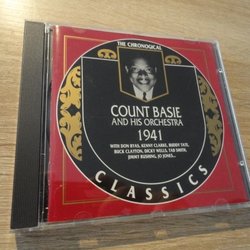 THE CHRONOGICAL
COUNT BASIE
AND HIS ORCHESTRA
1941
WITH DON BYAS, KENNY CLARKE, BUDDY TATE,
BUCK CLAYTON, DICKY WELLS, TAB SMITH,
JIMMY RUSHING, JO JONES...
CLASSICS